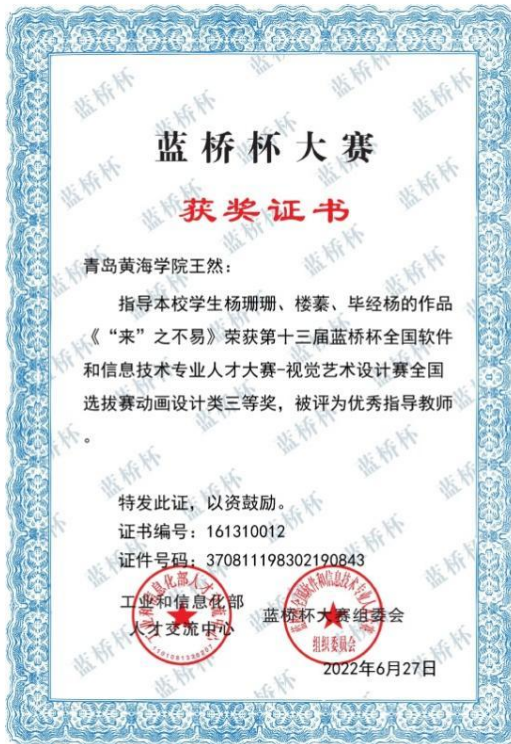 蓝桥杯大赛
获奖证书
青岛黄海学院王然：
指导本校学生杨珊珊、楼蓁、毕经杨的作品
《“来”之不易》荣获第十三届蓝桥杯全国软件
和信息技术专业人才大赛-视觉艺术设计赛全国
选拔赛动画设计类三等奖，被评为优秀指导教师
。
特发此证，以资鼓励。
证书编号：161310012
证件号码：370811198302190843
工业和信息化部
人才交流中心
蓝桥杯大赛组委会
组织委员会
2022年6月27日